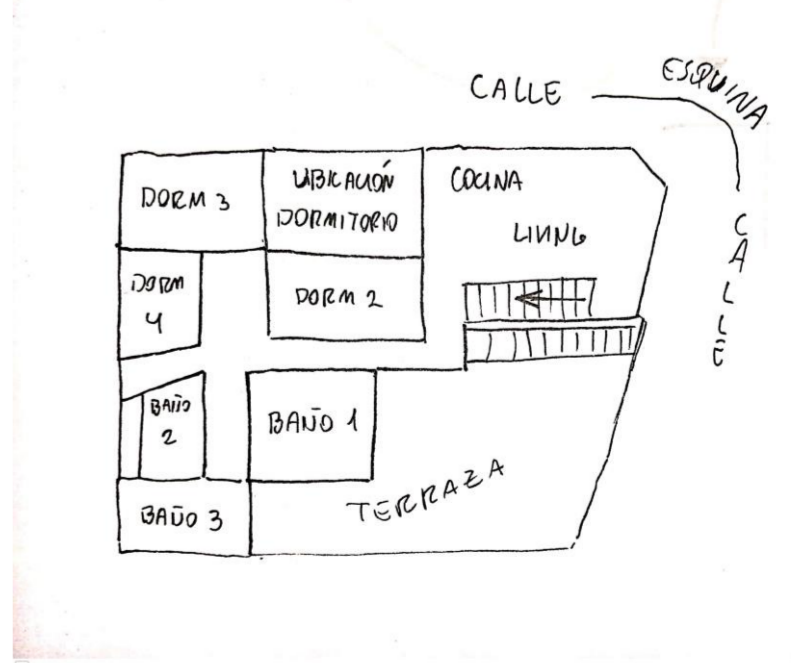 CALLE
ESQUINA
CALLE
DORM 3
UBICACIÓN
DORMITORIO
COCINA
LIVING
DORM
4
DORM 2
BAÑO
2
BAÑO 1
BAÑO 3
TERRAZA